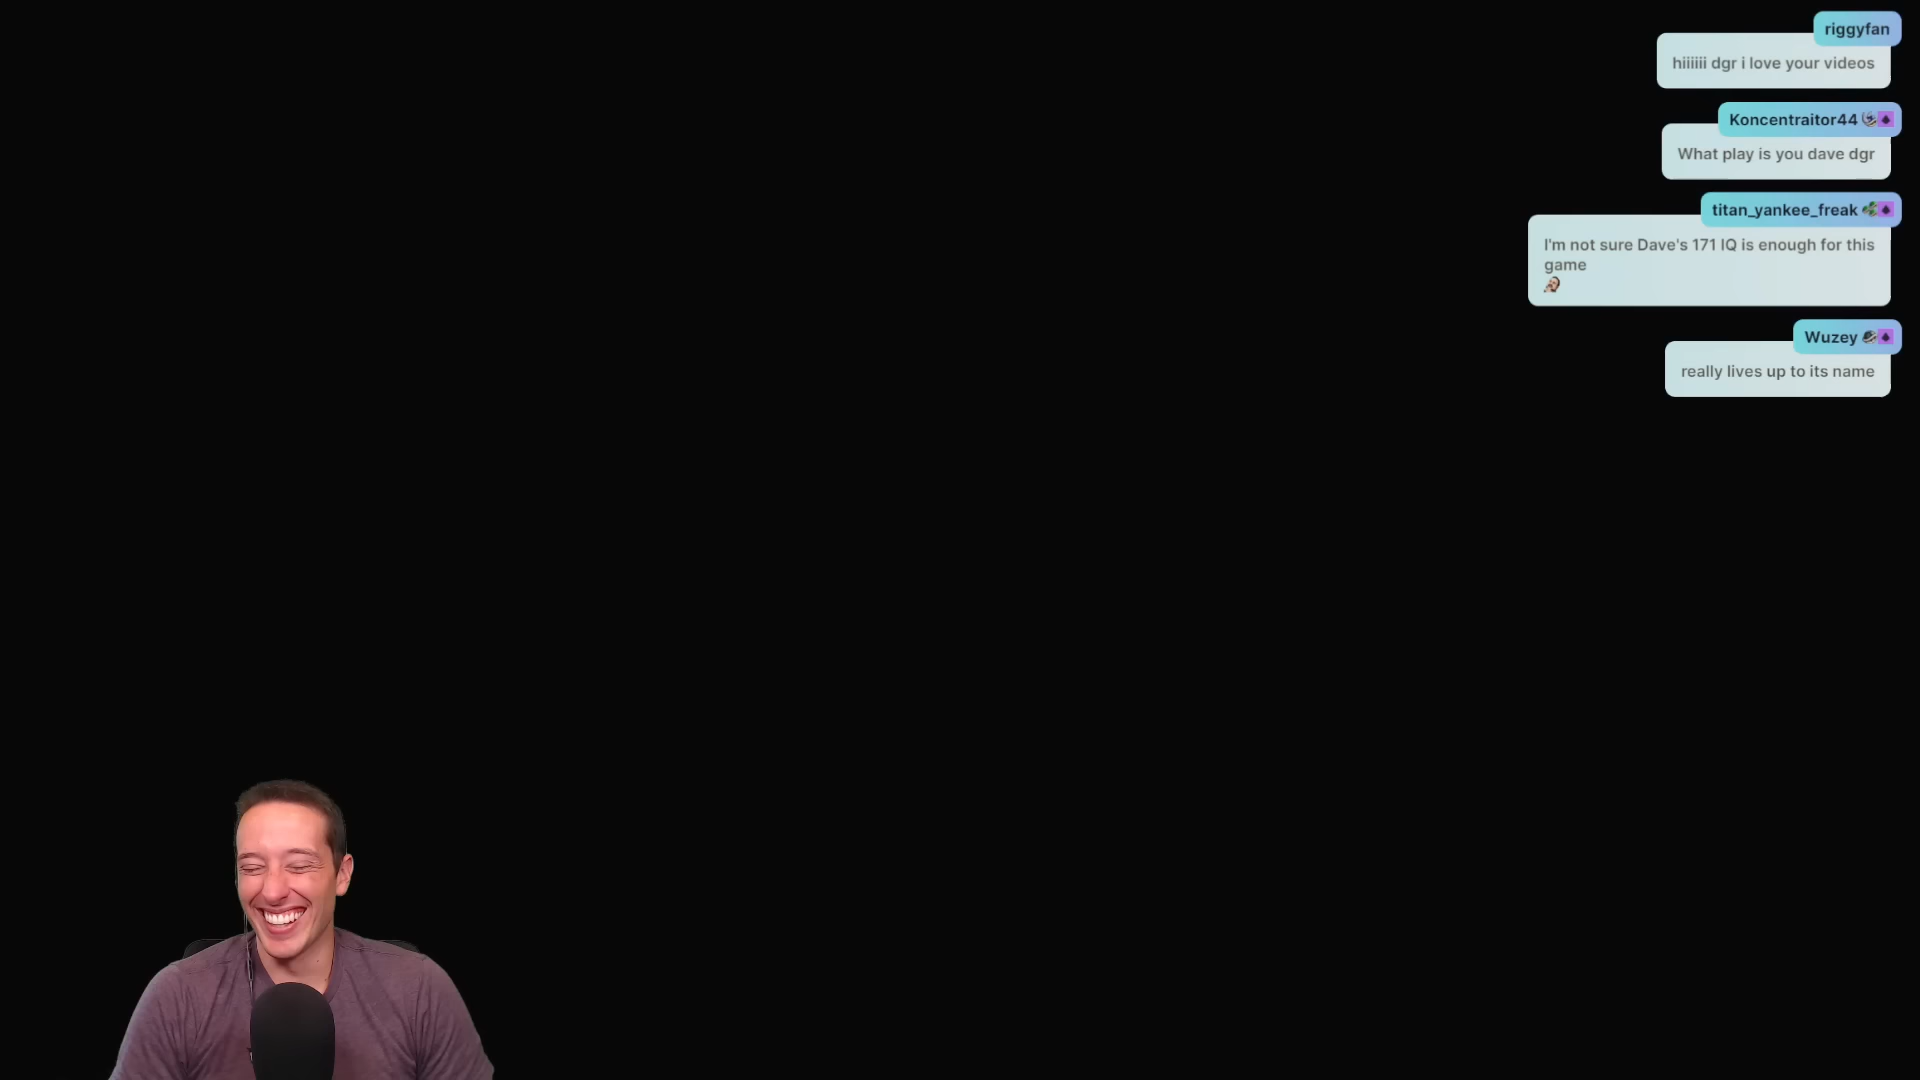 riggyfan
hiiiiii dgr i love your videos
Koncentraitor44
What play is you dave dgr
titan_yankee_freak
I'm not sure Dave's 171 IQ is enough for this
game
Wuzey
really lives up to its name